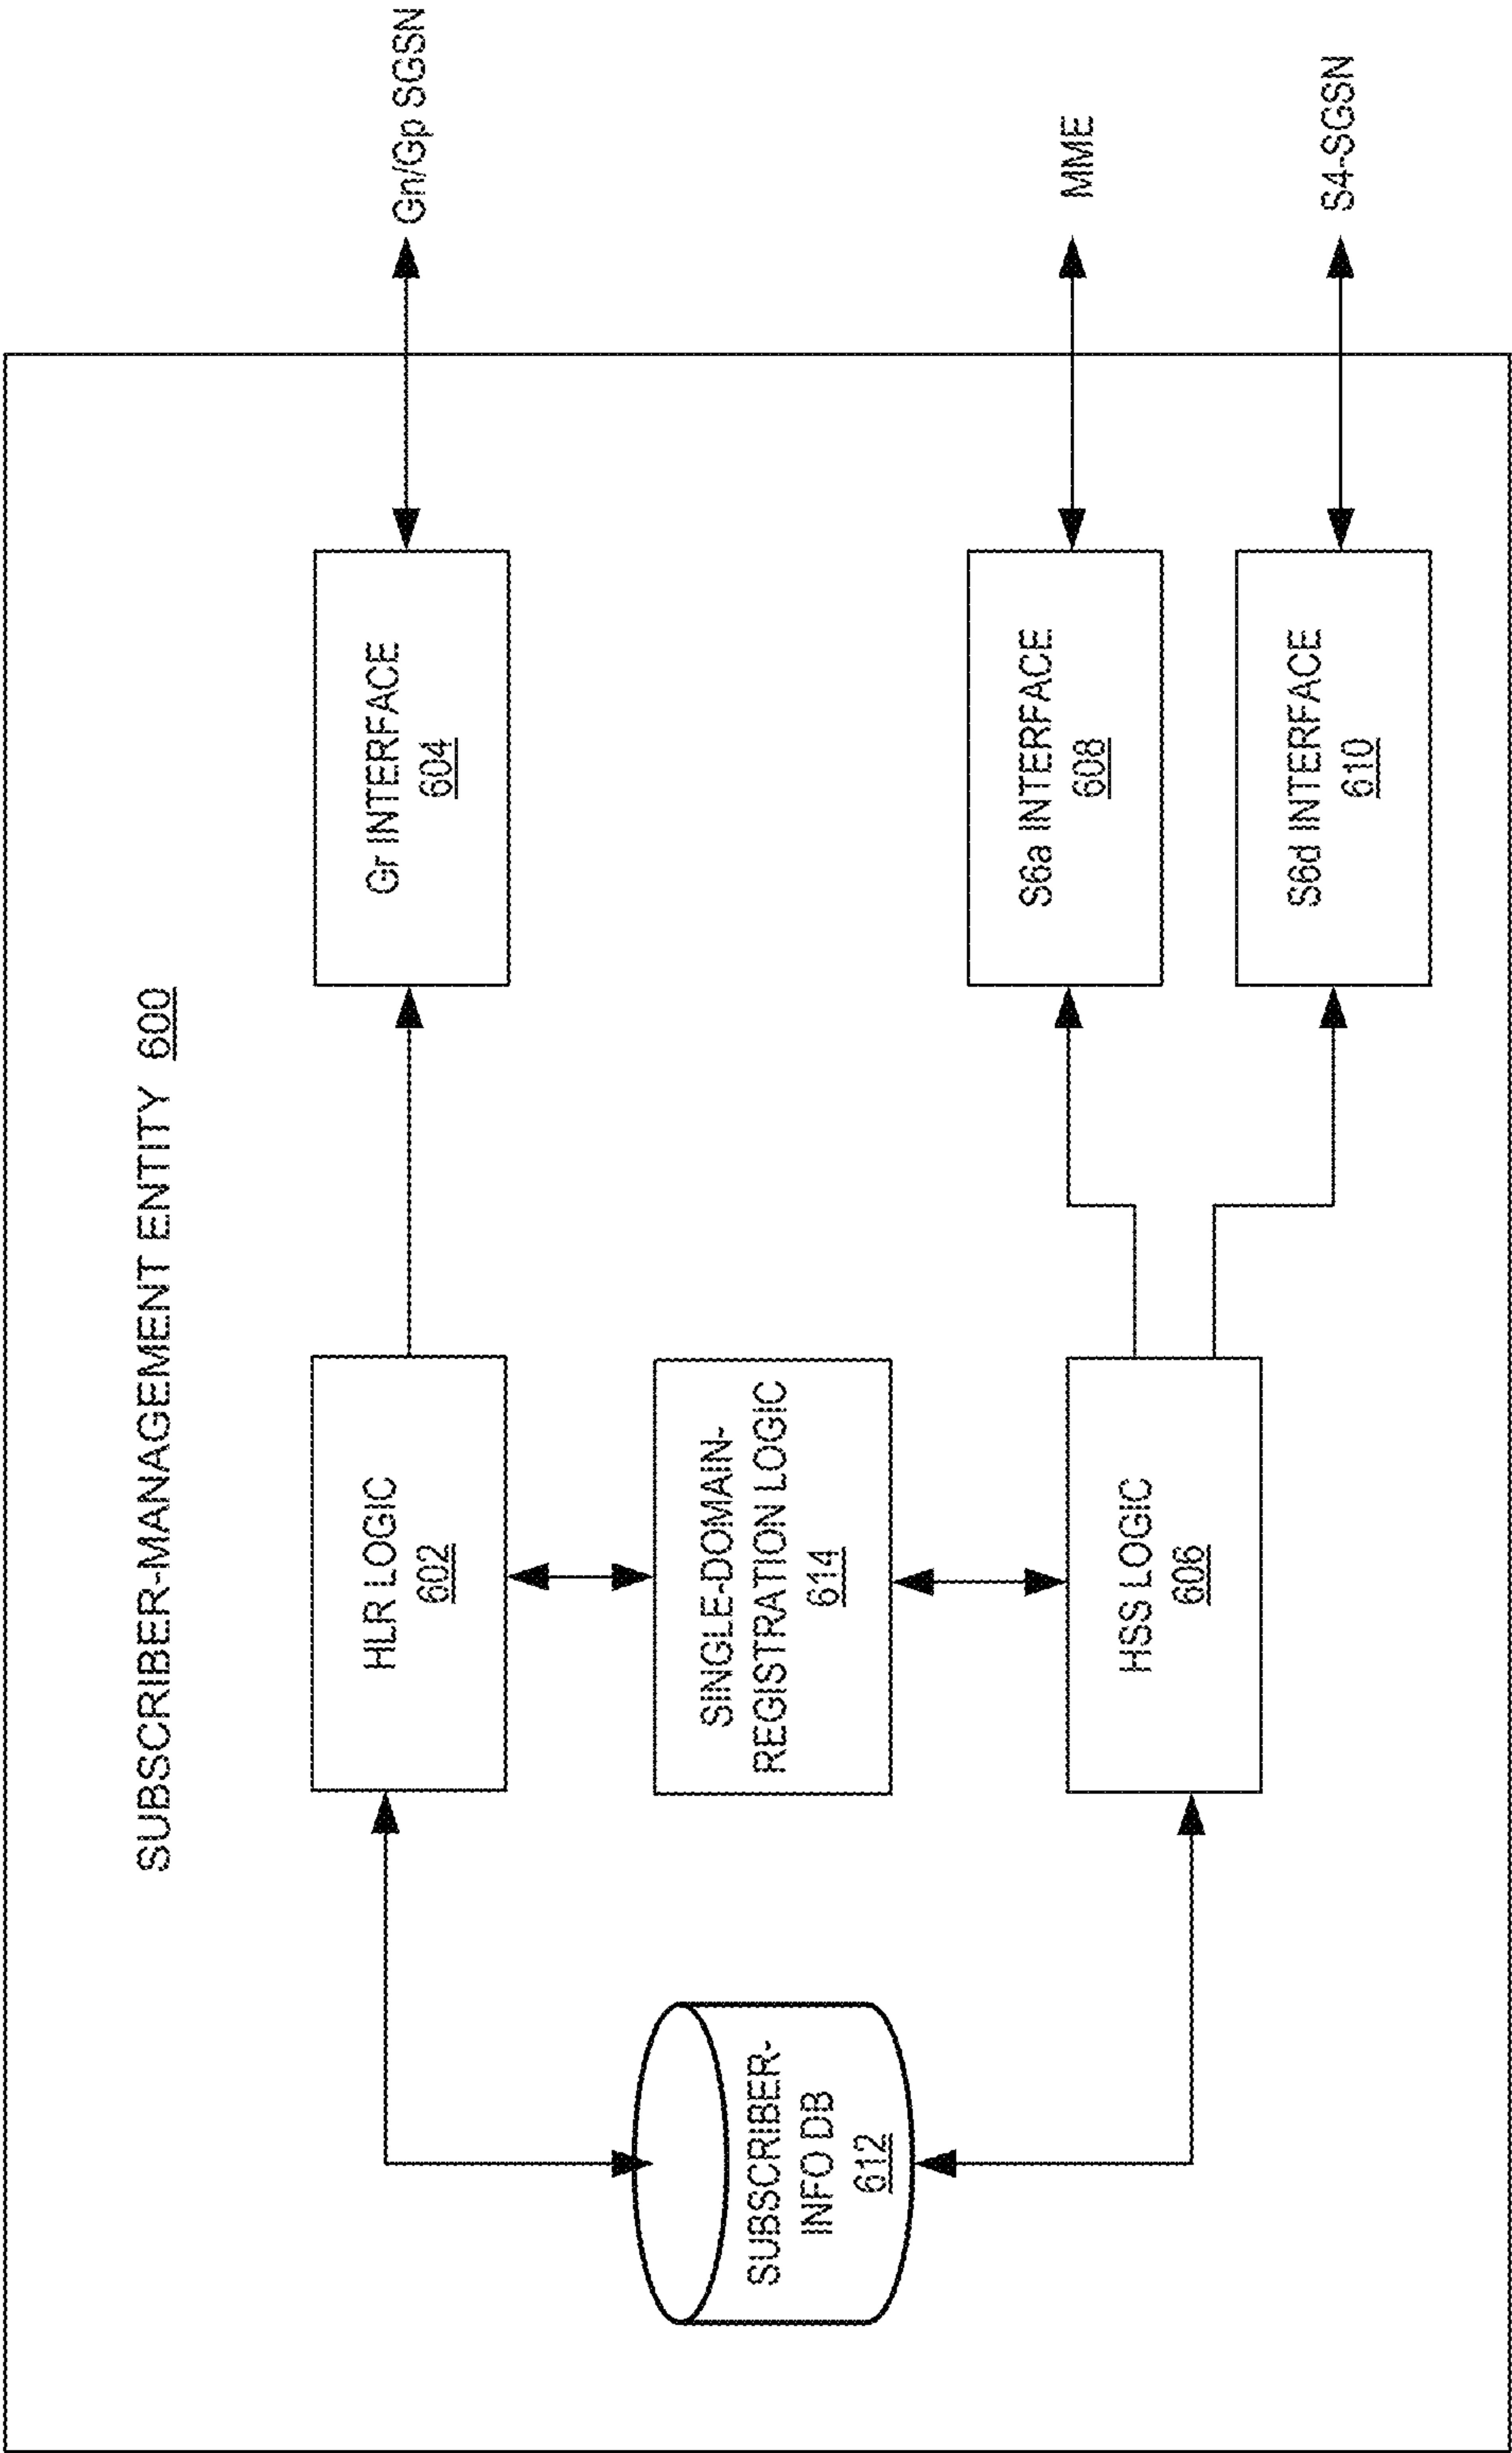 SUBSCRIBER-MANAGEMENT ENTITY 600
SUBSCRIBER-
INFO DB
612
HLR LOGIC
602
SINGLE-DOMAIN-
REGISTRATION LOGIC
614
HSS LOGIC
606
Gr INTERFACE
604
S6a INTERFACE
608
S6d INTERFACE
610
Gn/Gp SGSN
MME
S4-SGSN